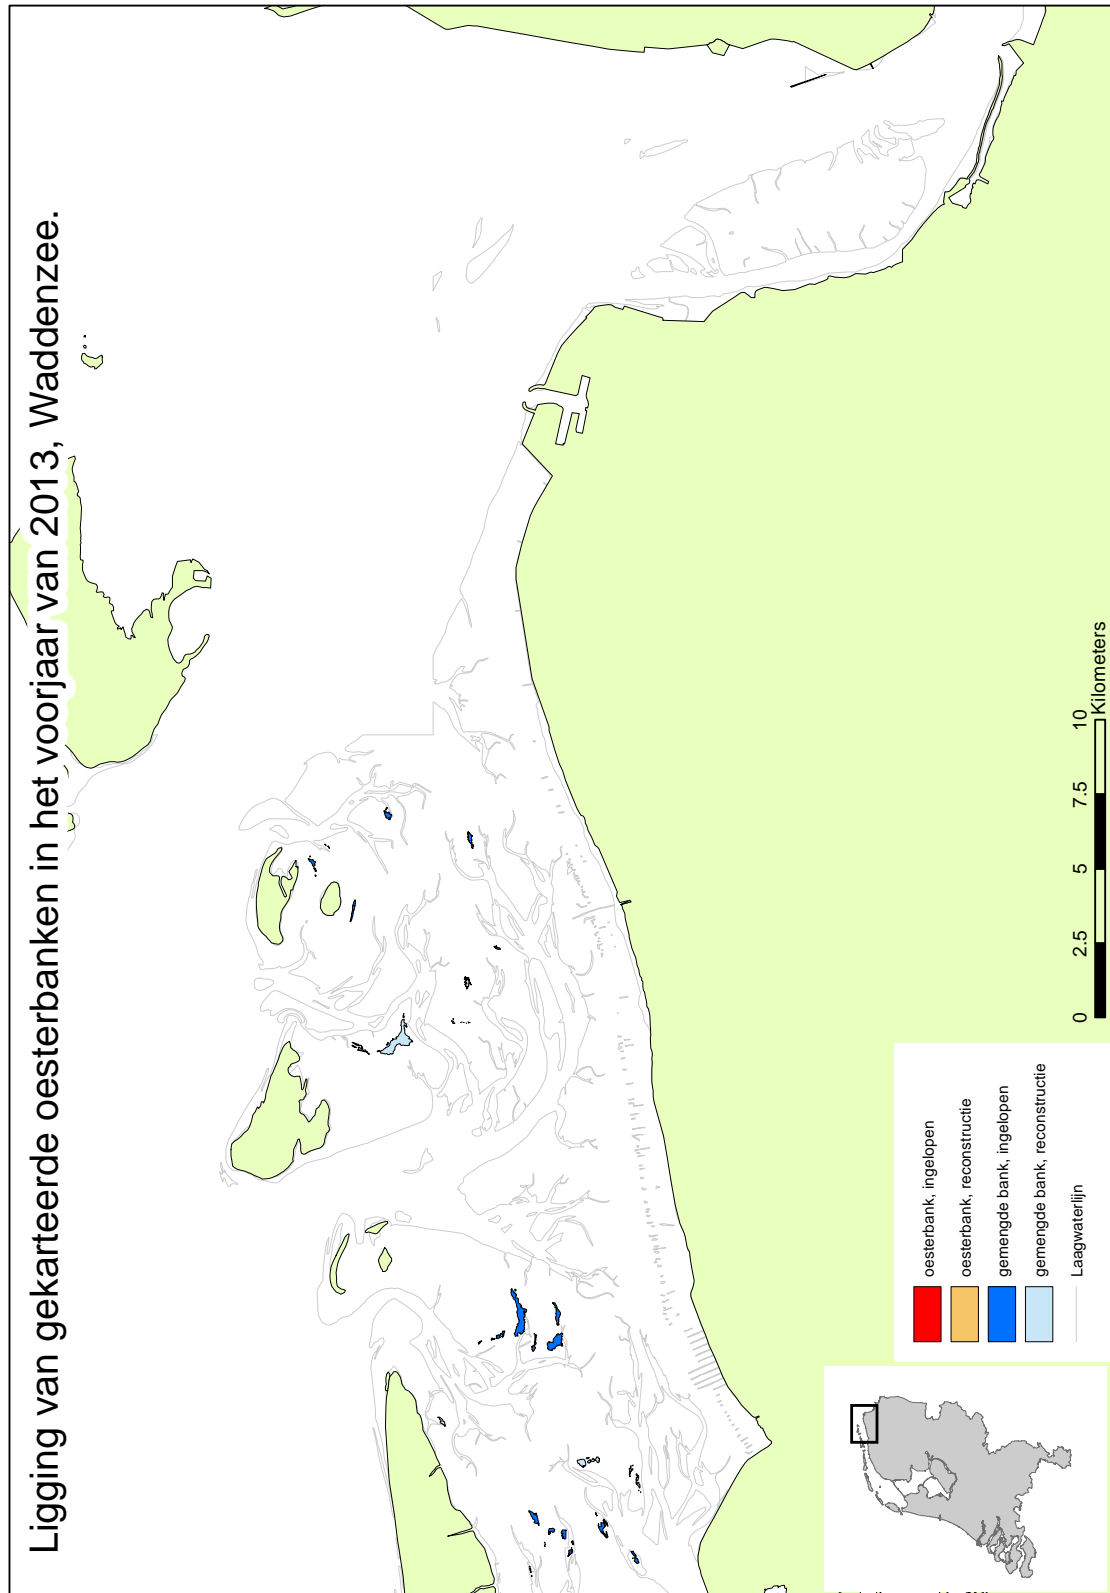 Ligging van gekarteerde oesterbanken in het voorjaar van 2013, Waddenzee.
oesterbank, ingelopen
oesterbank, reconstructie
gemengde bank, ingelopen
gemengde bank, reconstructie
Laagwaterlijn
0 2.5 5 7.5 10
Kilometers